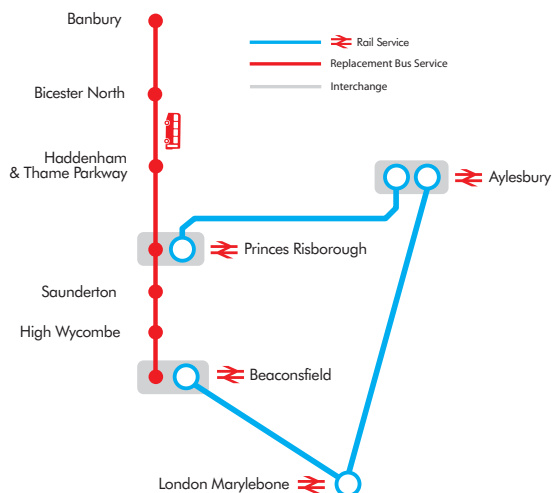 Banbury
Rail Service
Replacement Bus Service
Bicester North
Interchange
Haddenham
& Thame Parkway
Aylesbury
Princes Risborough
Saunderton
High Wycombe
Beaconsfield
London Marylebone